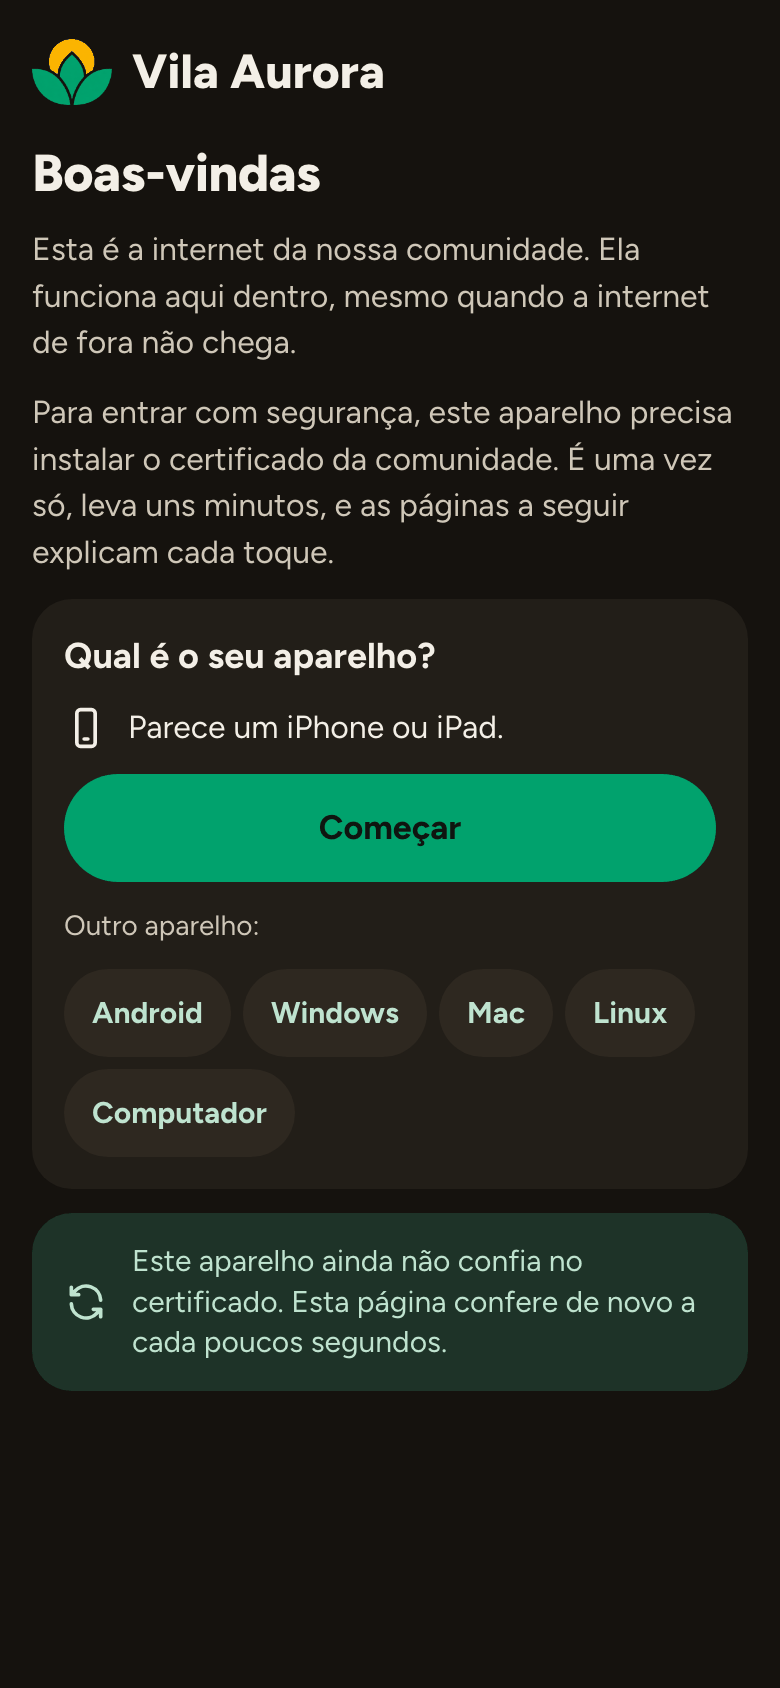 Vila Aurora
Boas-vindas
Esta é a internet da nossa comunidade. Ela
funciona aqui dentro, mesmo quando a internet
de fora não chega.
Para entrar com segurança, este aparelho precisa
instalar o certificado da comunidade. É uma vez
só, leva uns minutos, e as páginas a seguir
explicam cada toque.
Qual é o seu aparelho?
Parece um iPhone ou iPad.
Começar
Outro aparelho:
Android
Windows
Mac
Linux
Computador
Este aparelho ainda não confia no
certificado. Esta página confere de novo a
cada poucos segundos.